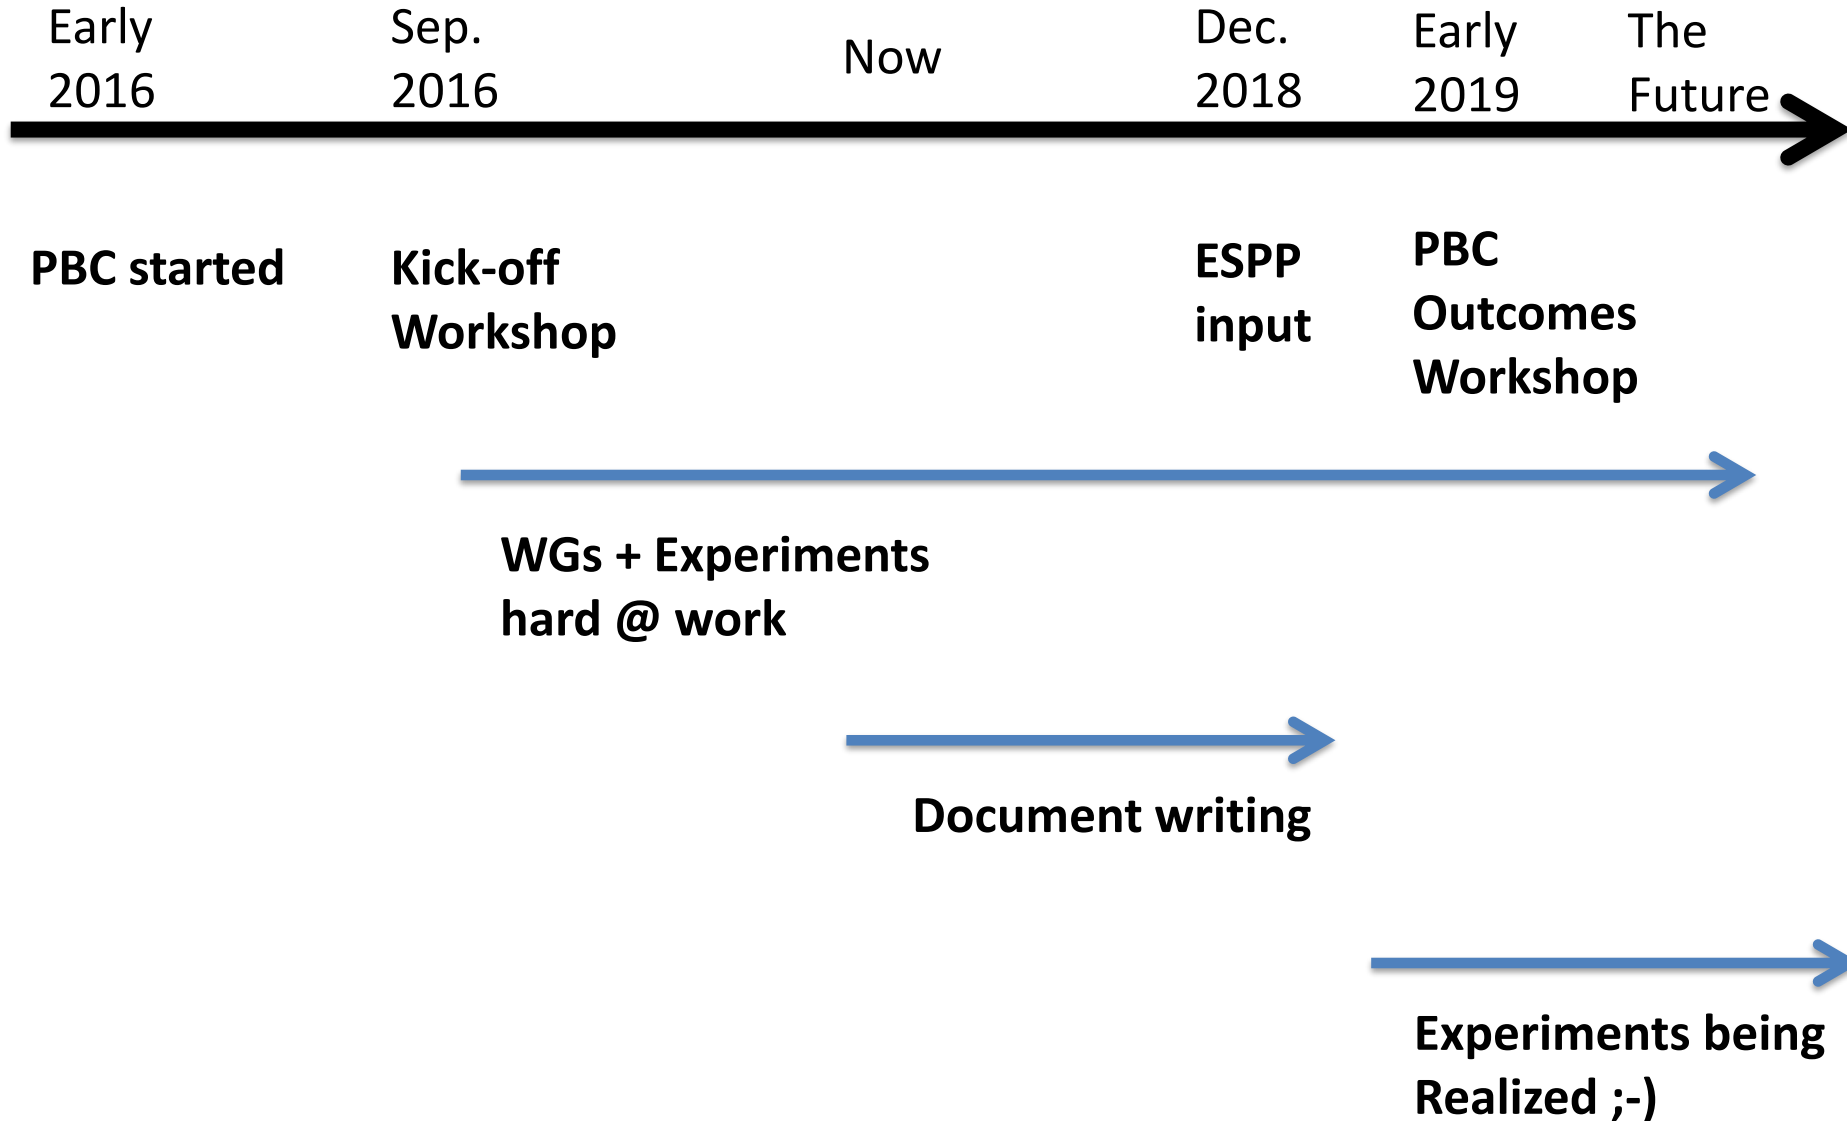 Early
2016
Sep.
2016
Now
Dec.
2018
Early
2019
The
Future
PBC started
Kick-off
Workshop
ESPP
input
PBC
Outcomes
Workshop
WGs + Experiments
hard @ work
Document writing
Experiments being
Realized ;-)